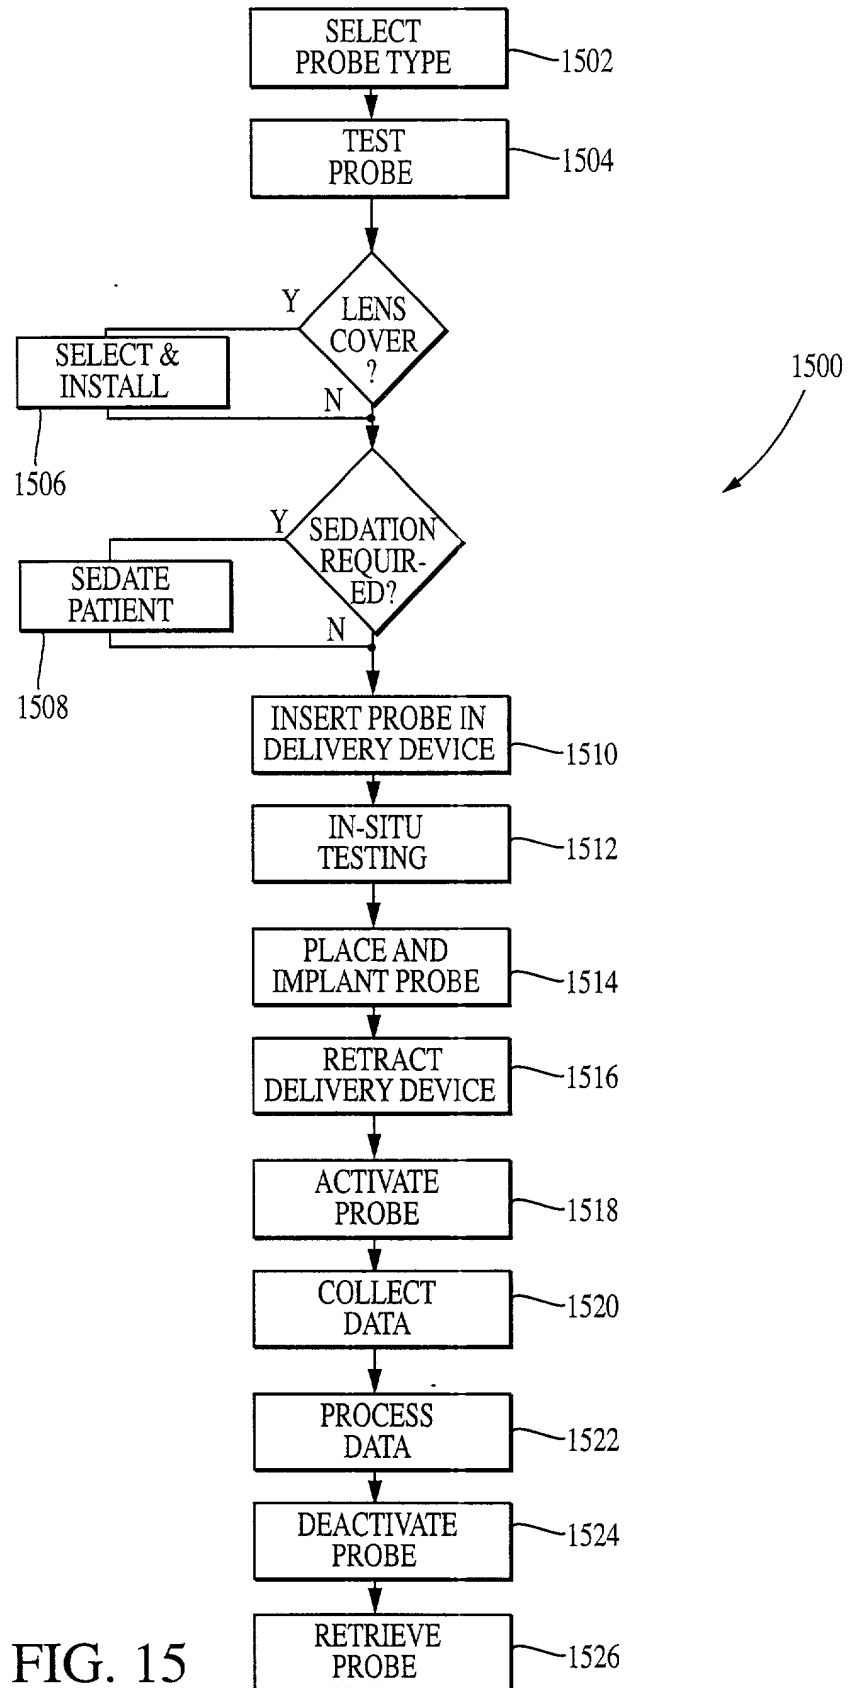 SELECT
PROBE TYPE
1502
TEST
PROBE
1504
Y
LENS
COVER
?
SELECT &
INSTALL
N
1500
1506
Y
SEDATION
REQUIR-
ED?
SEDATE
PATIENT
N
1508
INSERT PROBE IN
DELIVERY DEVICE
1510
IN-SITU
TESTING
1512
PLACE AND
IMPLANT PROBE
1514
RETRACT
DELIVERY DEVICE
1516
ACTIVATE
PROBE
1518
COLLECT
DATA
1520
PROCESS
DATA
1522
DEACTIVATE
PROBE
1524
RETRIEVE
PROBE
1526
FIG. 15